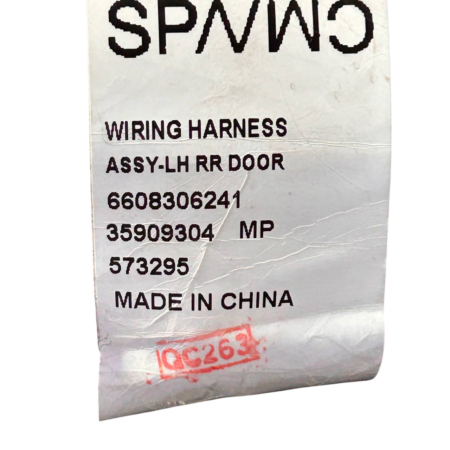 WIRING HARNESS
ASSY-LH RR DOOR
6608306241
35909304 MP
573295
MADE IN CHINA
QC263